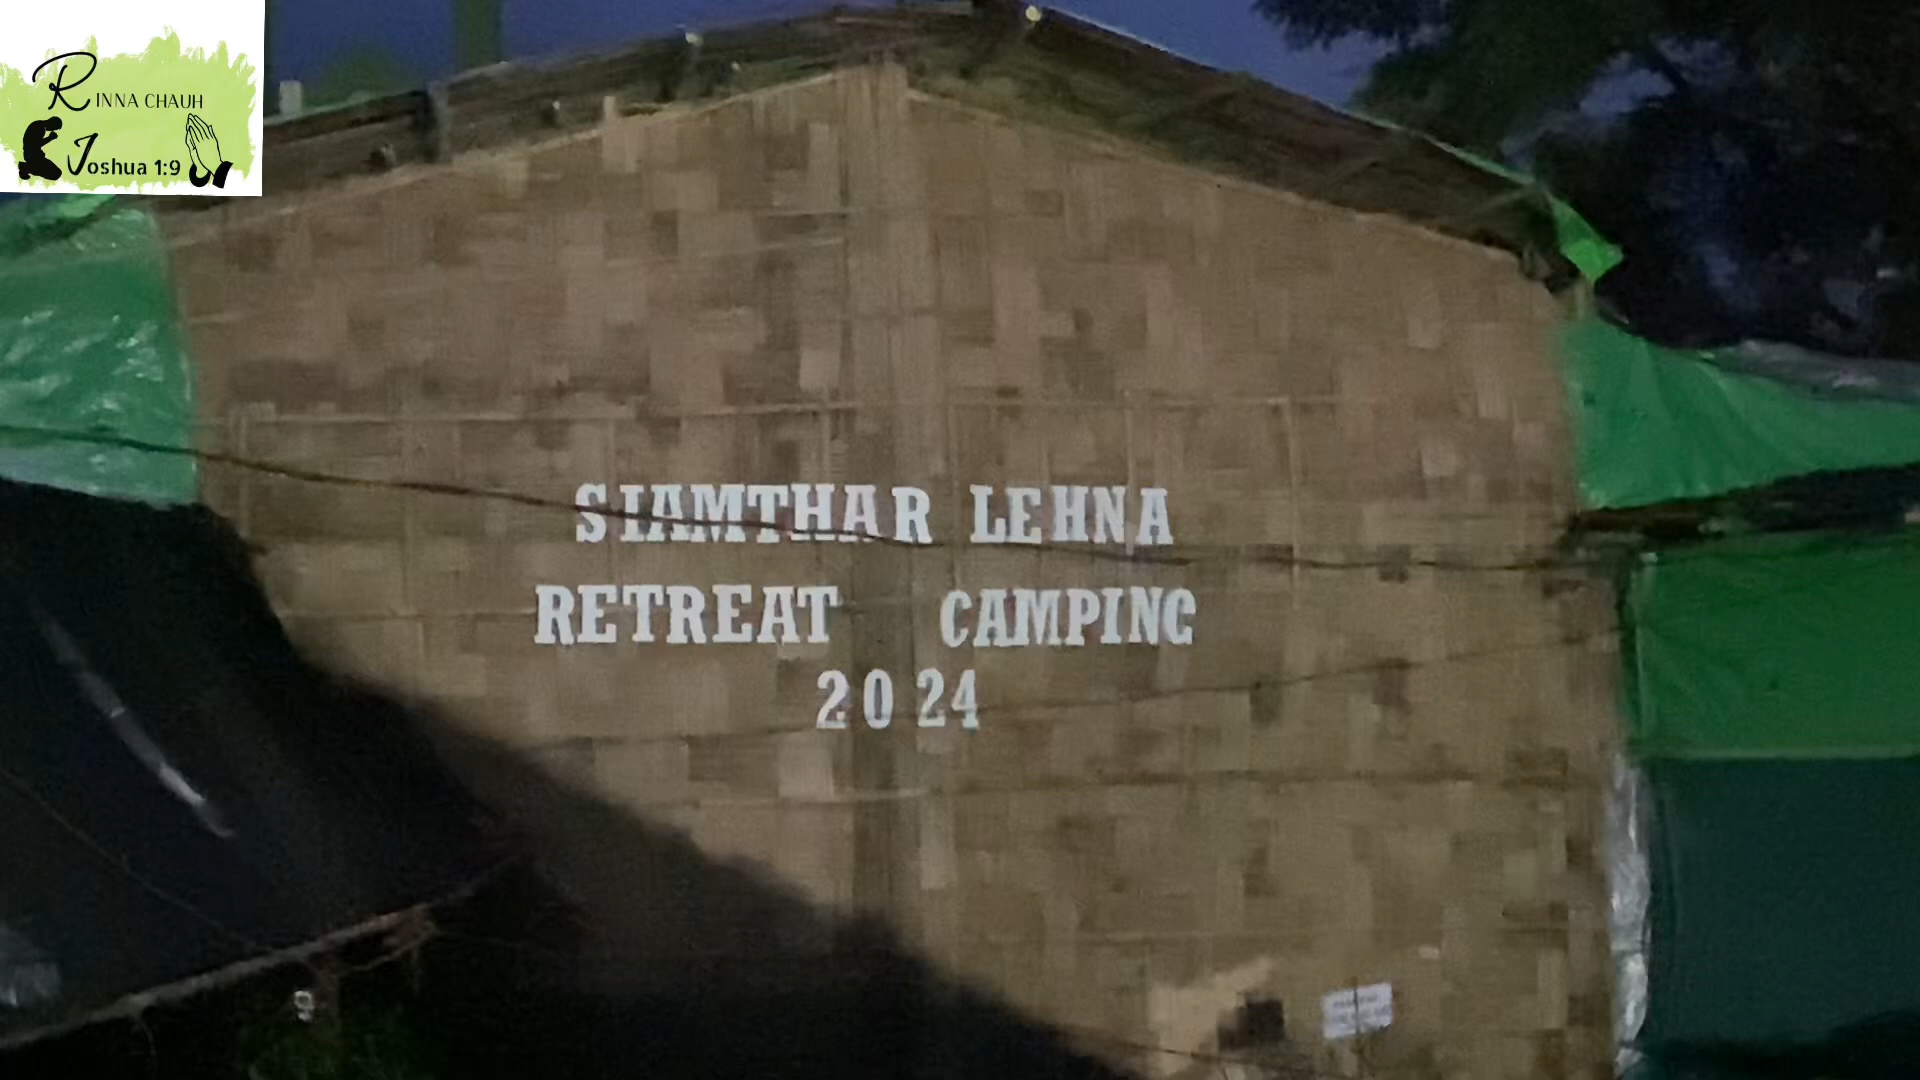 RINNA CHAUH
Joshua 1:9
SIAMTHAR LEHNA
RETREAT CAMPING
2024